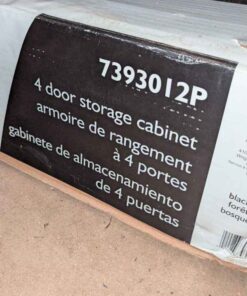 7393012P
4 door storage cabinet
armoire de rangement
à 4 portes
gabinete de almacenamiento
de 4 puertas